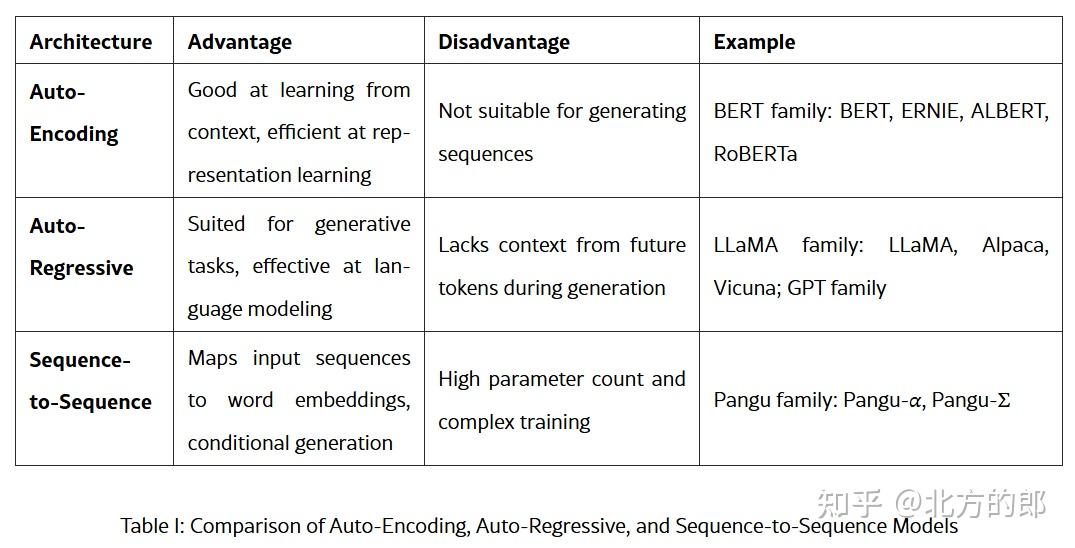 Architecture Advantage Disadvantage Example
Auto-
Encoding
Good at learning from
context, efficient at rep-
resentation learning
Not suitable for generating
sequences
BERT family: BERT, ERNIE, ALBERT,
RoBERTa
Auto-
Regressive
Suited for generative
tasks, effective at lan-
guage modeling
Lacks context from future
tokens during generation
LLaMA family: LLaMA, Alpaca,
Vicuna; GPT family
Sequence-
to-Sequence
Maps input sequences
to word embeddings,
conditional generation
High parameter count and
complex training
Pangu family: Pangu-α, Pangu-Σ
知乎 @北方的郎
Table I: Comparison of Auto-Encoding, Auto-Regressive, and Sequence-to-Sequence Models